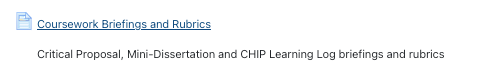 Coursework Briefings and Rubrics
Critical Proposal, Mini-Dissertation and CHIP Learning Log briefings and rubrics